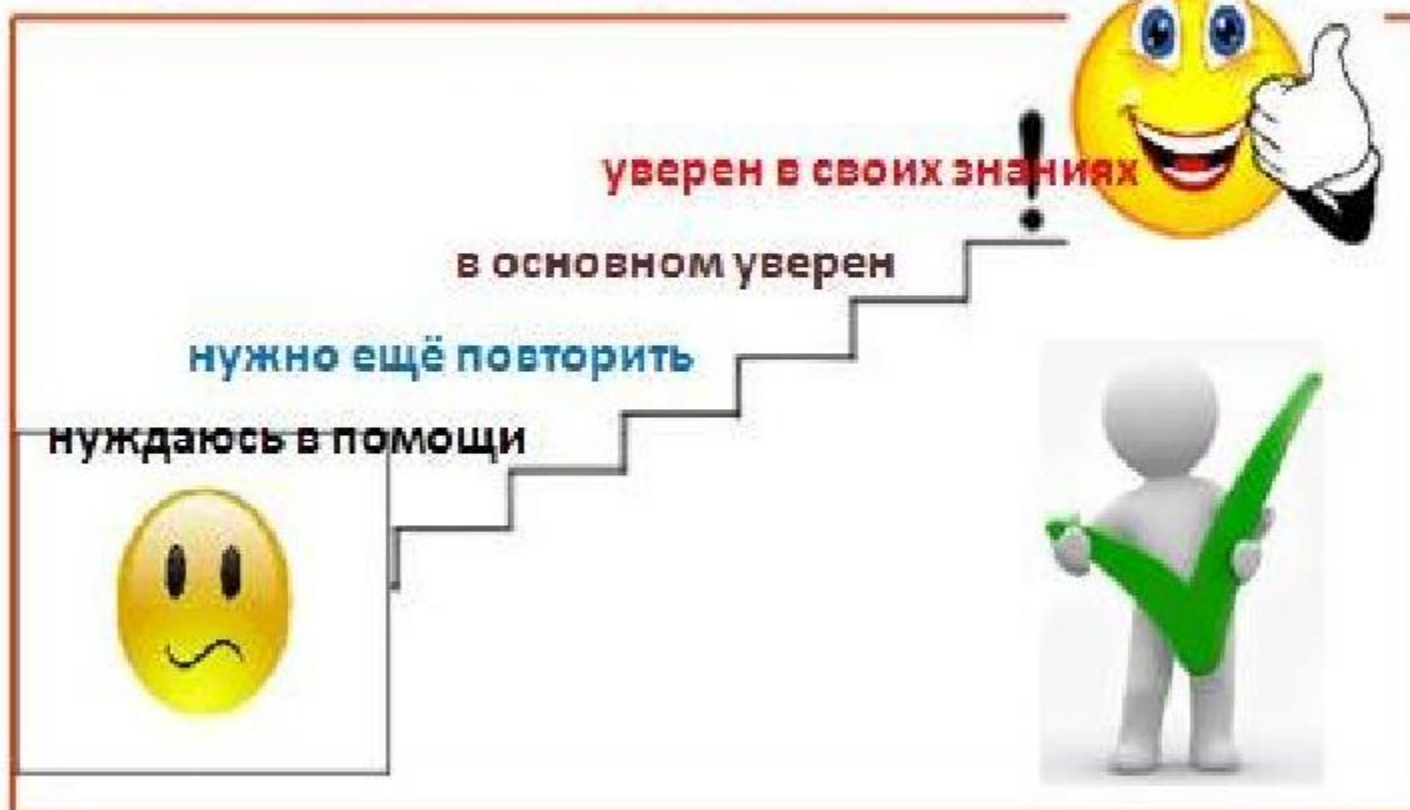 уверен в своих знаниях!
в основном уверен
нужно ещё повторить
нуждаюсь в помощи